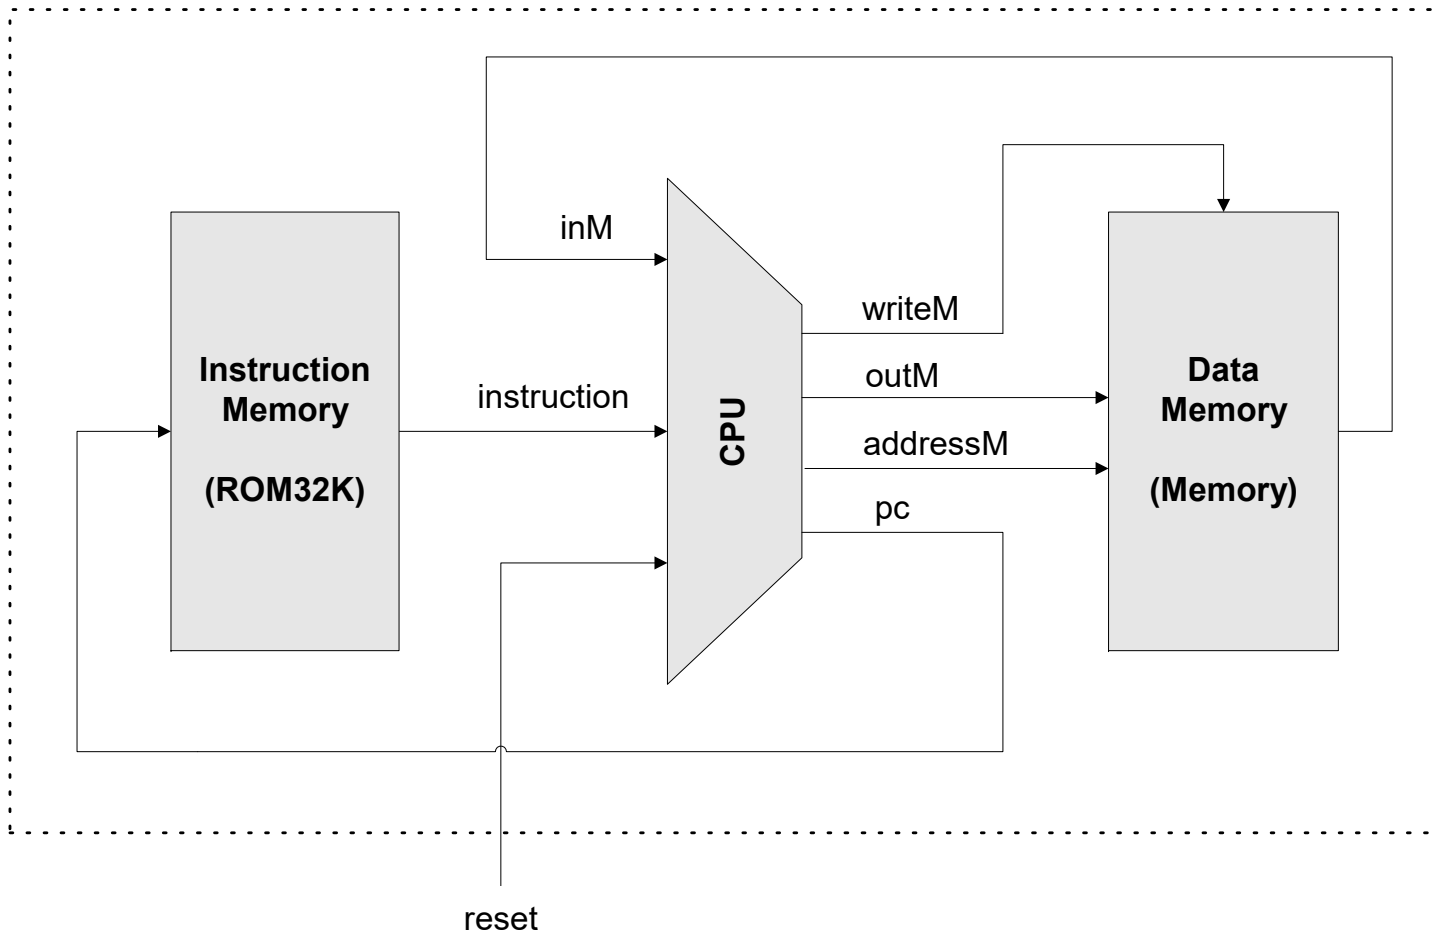 inM
writeM
Instruction
Memory
(ROM32K)
instruction
CPU
outM
addressM
pc
Data
Memory
(Memory)
reset